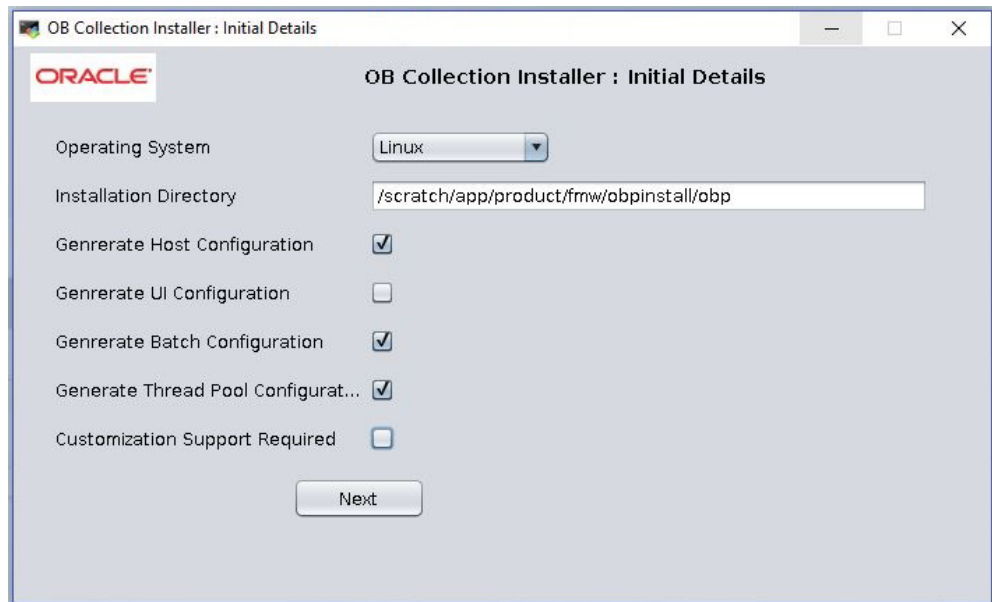 OB Collection Installer : Initial Details
ORACLE'
OB Collection Installer : Initial Details
Operating System Linux
Installation Directory /scratch/app/product/fmw/obpinstall/obp
Genrerate Host Configuration
Genrerate UI Configuration
Genrerate Batch Configuration
Generate Thread Pool Configurat...
Customization Support Required
Next